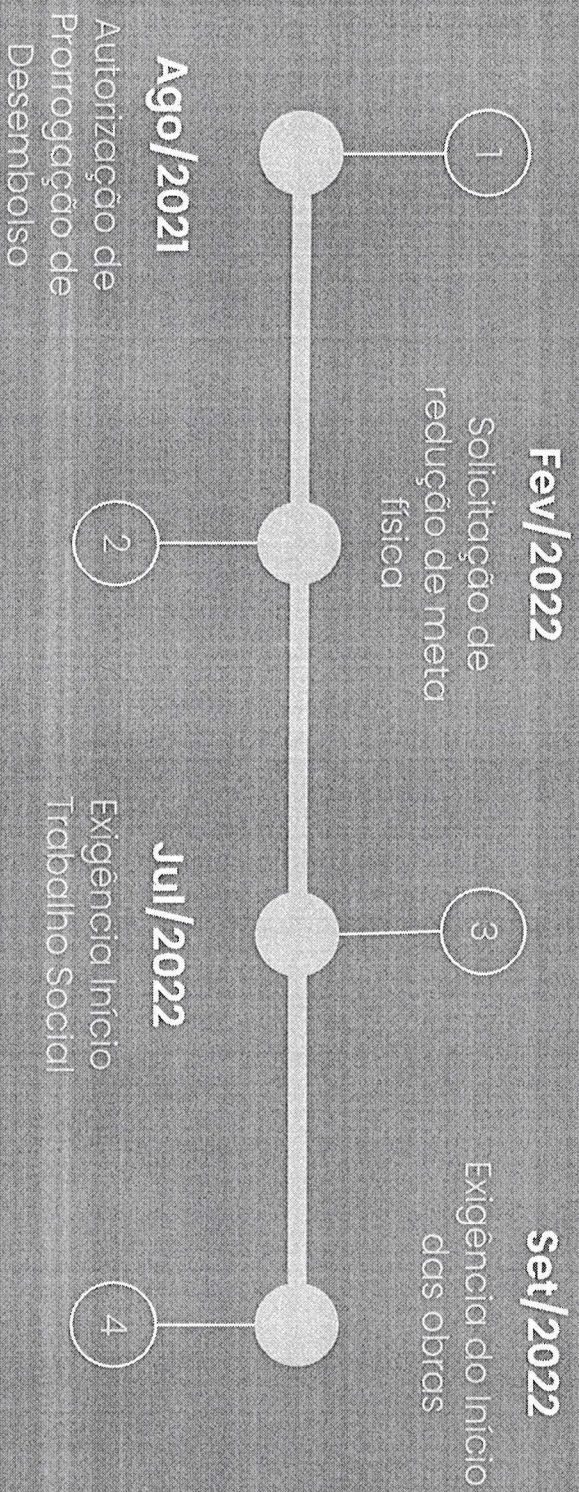 1
Ago/2021
Autorização de
Prorrogação de
Desembolso
Fev/2022
Solicitação de
redução de meta
física
2
3
Jul/2022
Exigência Início
Trabalho Social
Set/2022
Exigência do Início
das obras
4